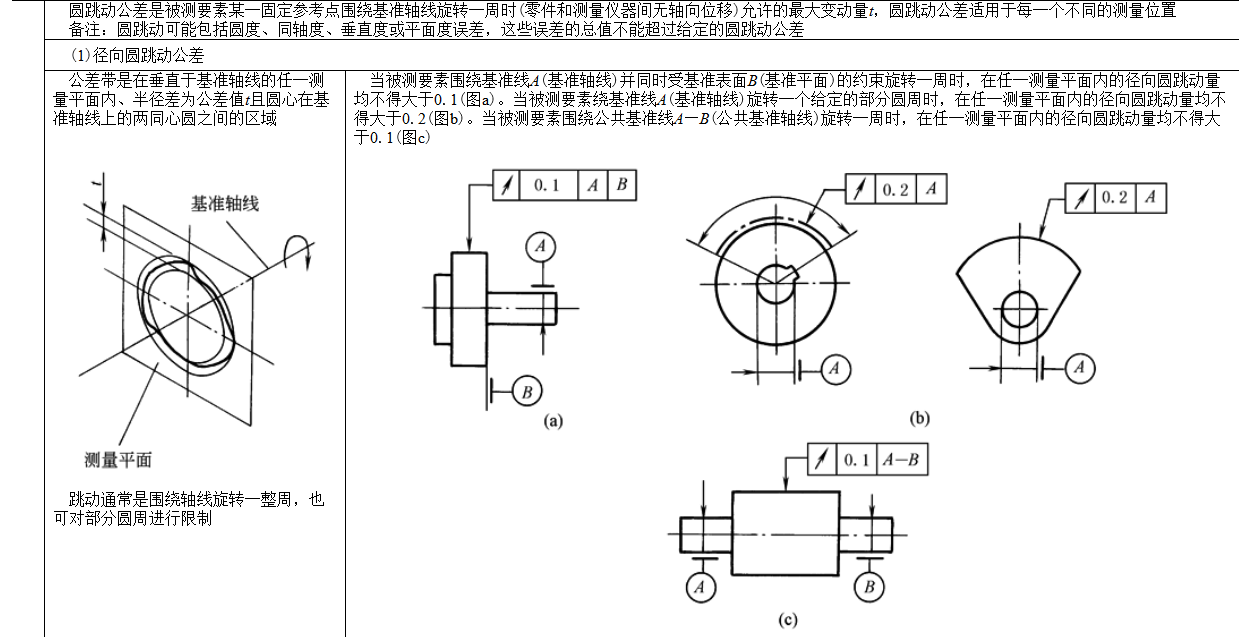 圆跳动公差是被测要素某一固定参考点围绕基准轴线旋转一周时(零件和测量仪器间无轴向位移)允许的最大变动量t，圆跳动公差适用于每一个不同的测量位置
备注：圆跳动可能包括圆度、同轴度、垂直度或平面度误差，这些误差的总值不能超过给定的圆跳动公差
(1)径向圆跳动公差
公差带是在垂直于基准轴线的任一测
量平面内、半径差为公差值t且圆心在基
准轴线上的两同心圆之间的区域
t
基准轴线
测量平面
跳动通常是围绕轴线旋转一整周，也
可对部分圆周进行限制
当被测要素围绕基准线A(基准轴线)并同时受基准表面B(基准平面)的约束旋转一周时，在任一测量平面内的径向圆跳动量
均不得大于0.1(图a)。当被测要素绕基准线A(基准轴线)旋转一个给定的部分圆周时，在任一测量平面内的径向圆跳动量均不
得大于0.2(图b)。当被测要素围绕公共基准线A—B(公共基准轴线)旋转一周时，在任一测量平面内的径向圆跳动量均不得大
于0.1(图c)
0.1 A B
A
B
(a)
0.2 A
A
0.2 A
A
(b)
0.1 A—B
A
B
(c)